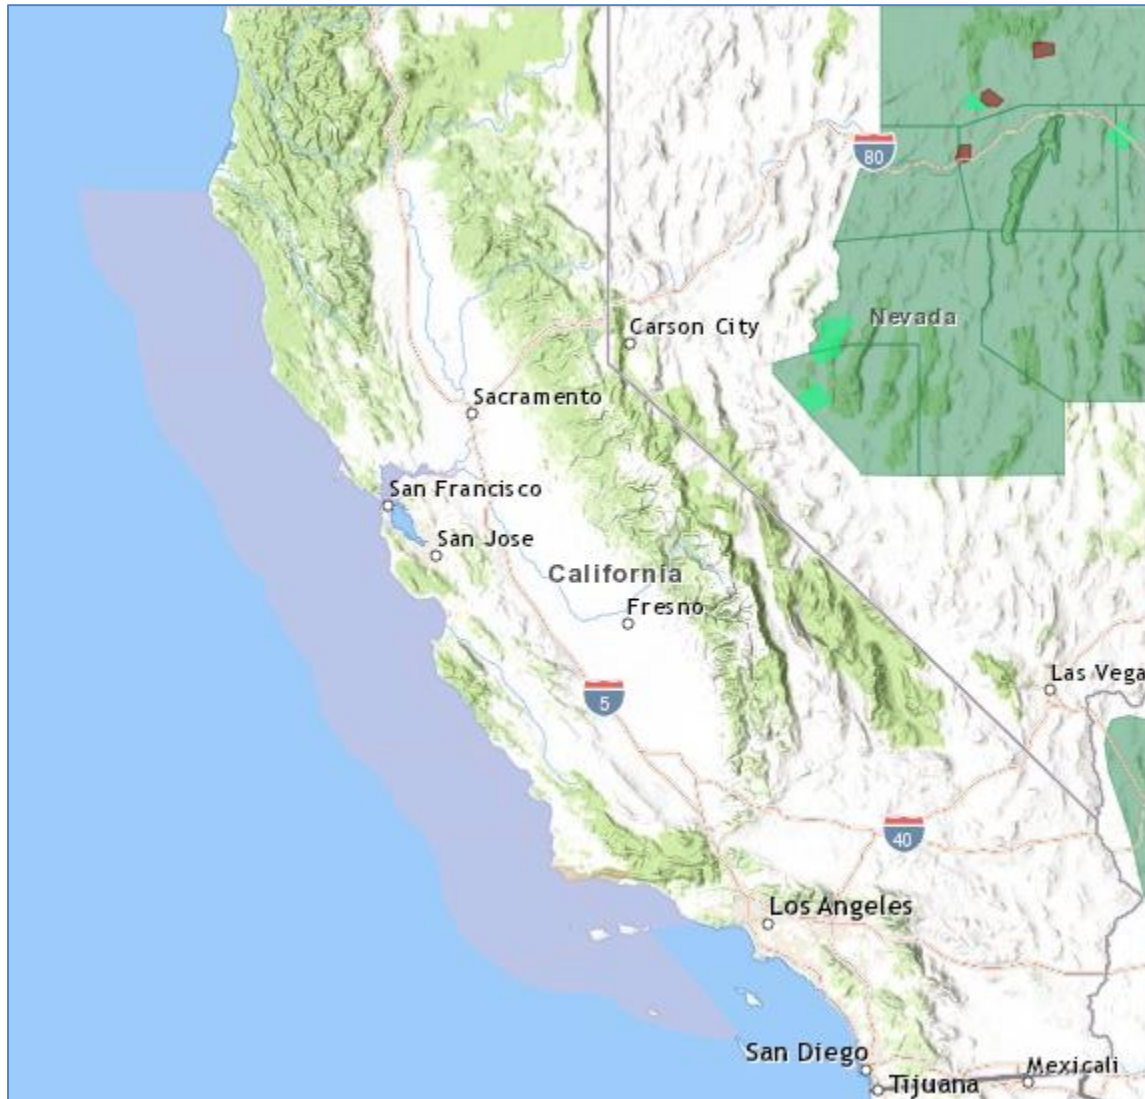 80
Nevada
Carson City
Sacramento
San Francisco
San Jose
California
Fresno
Las Vega
5
40
Los Angeles
San Diego
Mexicali
Tijuana